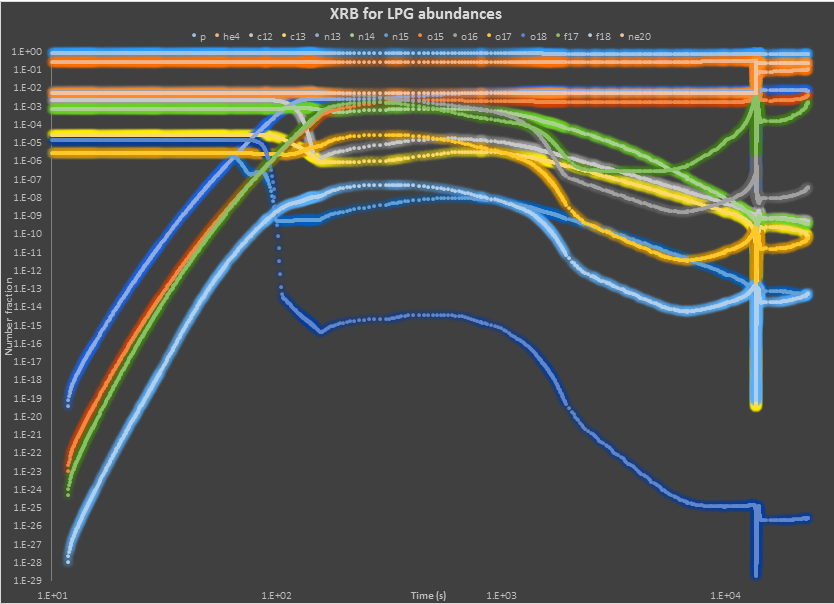 XRB for LPG abundances
p he4 c12 c13 n13 n14 n15 o15 o16 o17 o18 f17 f18 ne20
1.E+00
1.E-01
1.E-02
1.E-03
1.E-04
1.E-05
1.E-06
1.E-07
1.E-08
1.E-09
1.E-10
1.E-11
1.E-12
1.E-13
1.E-14
1.E-15
1.E-16
1.E-17
1.E-18
1.E-19
1.E-20
1.E-21
1.E-22
1.E-23
1.E-24
1.E-25
1.E-26
1.E-27
1.E-28
1.E-29
Number fraction
1.E+01 1.E+02 1.E+03 1.E+04
Time (s)